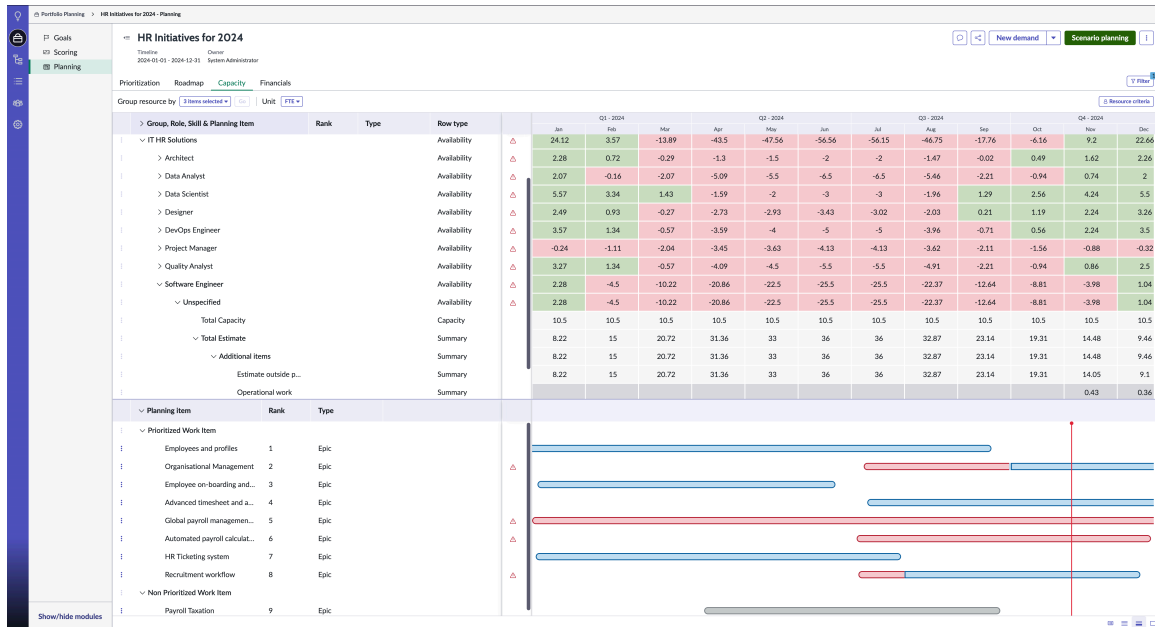 Portfolio Planning > HR Initiatives for 2024 - Planning
Goals
Scoring
Planning
Show/hide modules
HR Initiatives for 2024
Timeline Owner
2024-01-01 - 2024-12-31 System Administrator
New demand
Scenario planning
Prioritization Roadmap Capacity Financials
Filter
Group resource by 3 items selected Go Unit FTE
Resource criteria
Q1 - 2024 Q2 - 2024 Q3 - 2024 Q4 - 2024
Group, Role, Skill & Planning Item Rank Type Row type
Jan Feb Mar Apr May Jun Jul Aug Sep Oct Nov Dec
IT HR Solutions Availability 24.12 3.57 -13.89 -43.5 -47.56 -56.56 -56.15 -46.75 -17.76 -6.16 9.2 22.66
Architect Availability 2.28 0.72 -0.29 -1.3 -1.5 -2 -2 -1.47 -0.02 0.49 1.62 2.26
Data Analyst Availability 2.07 -0.16 -2.07 -5.09 -5.5 -6.5 -6.5 -5.46 -2.21 -0.94 0.74 2
Data Scientist Availability 5.57 3.34 1.43 -1.59 -2 -3 -3 -1.96 1.29 2.56 4.24 5.5
Designer Availability 2.49 0.93 -0.27 -2.73 -2.93 -3.43 -3.02 -2.03 0.21 1.19 2.24 3.26
DevOps Engineer Availability 3.57 1.34 -0.57 -3.59 -4 -5 -5 -3.96 -0.71 0.56 2.24 3.5
Project Manager Availability -0.24 -1.11 -2.04 -3.45 -3.63 -4.13 -4.13 -3.62 -2.11 -1.56 -0.88 -0.32
Quality Analyst Availability 3.27 1.34 -0.57 -4.09 -4.5 -5.5 -5.5 -4.91 -2.21 -0.94 0.86 2.5
Software Engineer Availability 2.28 -4.5 -10.22 -20.86 -22.5 -25.5 -25.5 -22.37 -12.64 -8.81 -3.98 1.04
Unspecified Availability 2.28 -4.5 -10.22 -20.86 -22.5 -25.5 -25.5 -22.37 -12.64 -8.81 -3.98 1.04
Total Capacity Capacity 10.5 10.5 10.5 10.5 10.5 10.5 10.5 10.5 10.5 10.5 10.5 10.5
Total Estimate Summary 8.22 15 20.72 31.36 33 36 36 32.87 23.14 19.31 14.48 9.46
Additional items Summary 8.22 15 20.72 31.36 33 36 36 32.87 23.14 19.31 14.48 9.46
Estimate outside p... Summary 8.22 15 20.72 31.36 33 36 36 32.87 23.14 19.31 14.05 9.1
Operational work Summary 0.43 0.36
Planning item Rank Type
Prioritized Work Item
Employees and profiles 1 Epic
Organisational Management 2 Epic
Employee on-boarding and... 3 Epic
Advanced timesheet and a... 4 Epic
Global payroll managemen... 5 Epic
Automated payroll calculat... 6 Epic
HR Ticketing system 7 Epic
Recruitment workflow 8 Epic
Non Prioritized Work Item
Payroll Taxation 9 Epic